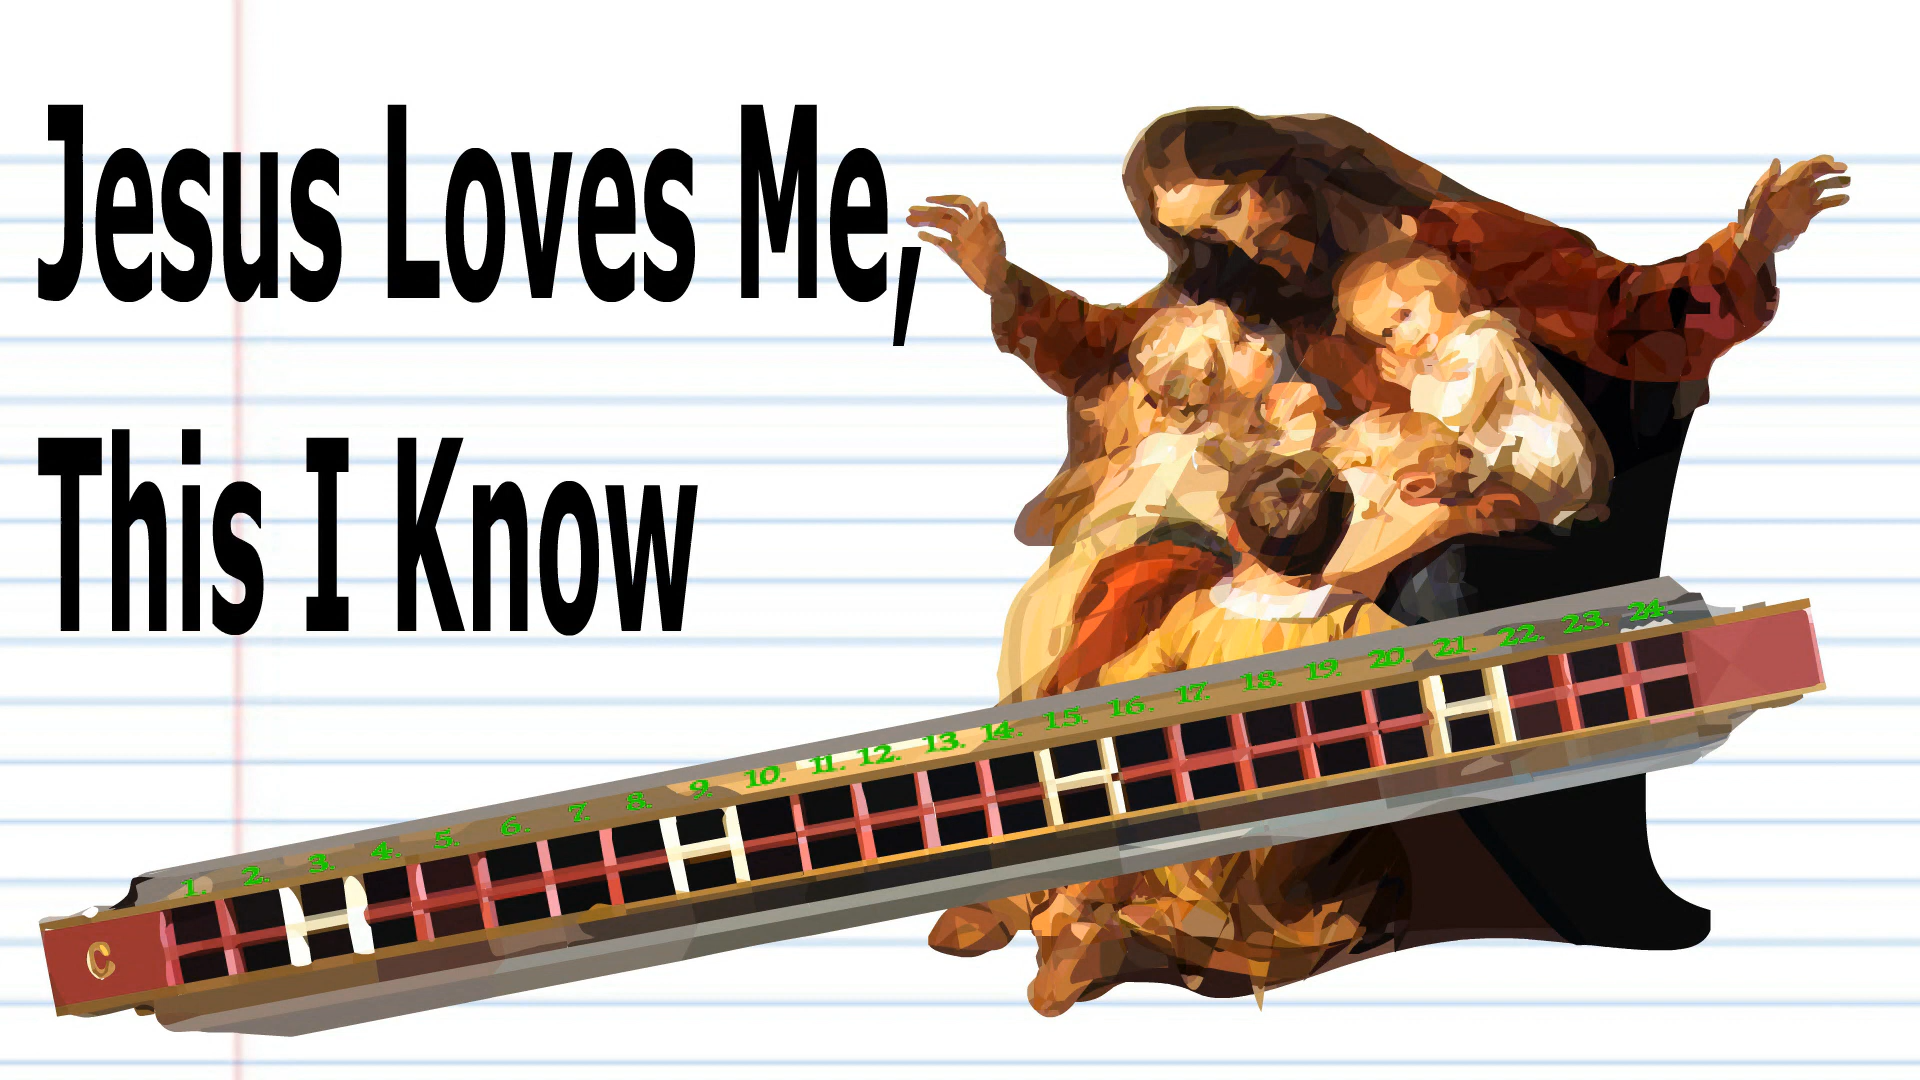 Jesus Loves Me,
This I Know
1. 2. 3. 4. 5. 6. 7. 8. 9. 10. 11. 12. 13. 14. 15. 16. 17. 18. 19. 20. 21. 22. 23. 24.
C